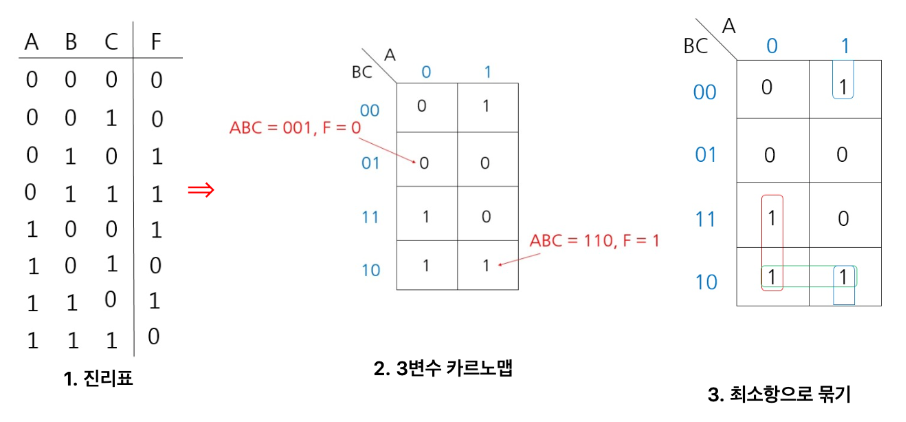 A B C F
0 0 0 0
0 0 1 0
0 1 0 1
0 1 1 1
1 0 0 1
1 0 1 0
1 1 0 1
1 1 1 0
1. 진리표
⇒
A
BC 0 1
00 0 1
ABC = 001, F = 0
01 0 0
11 1 0
ABC = 110, F = 1
10 1 1
2. 3변수 카르노맵
A
BC 0 1
00 0 1
01 0 0
11 1 0
10 1 1
3. 최소항으로 묶기